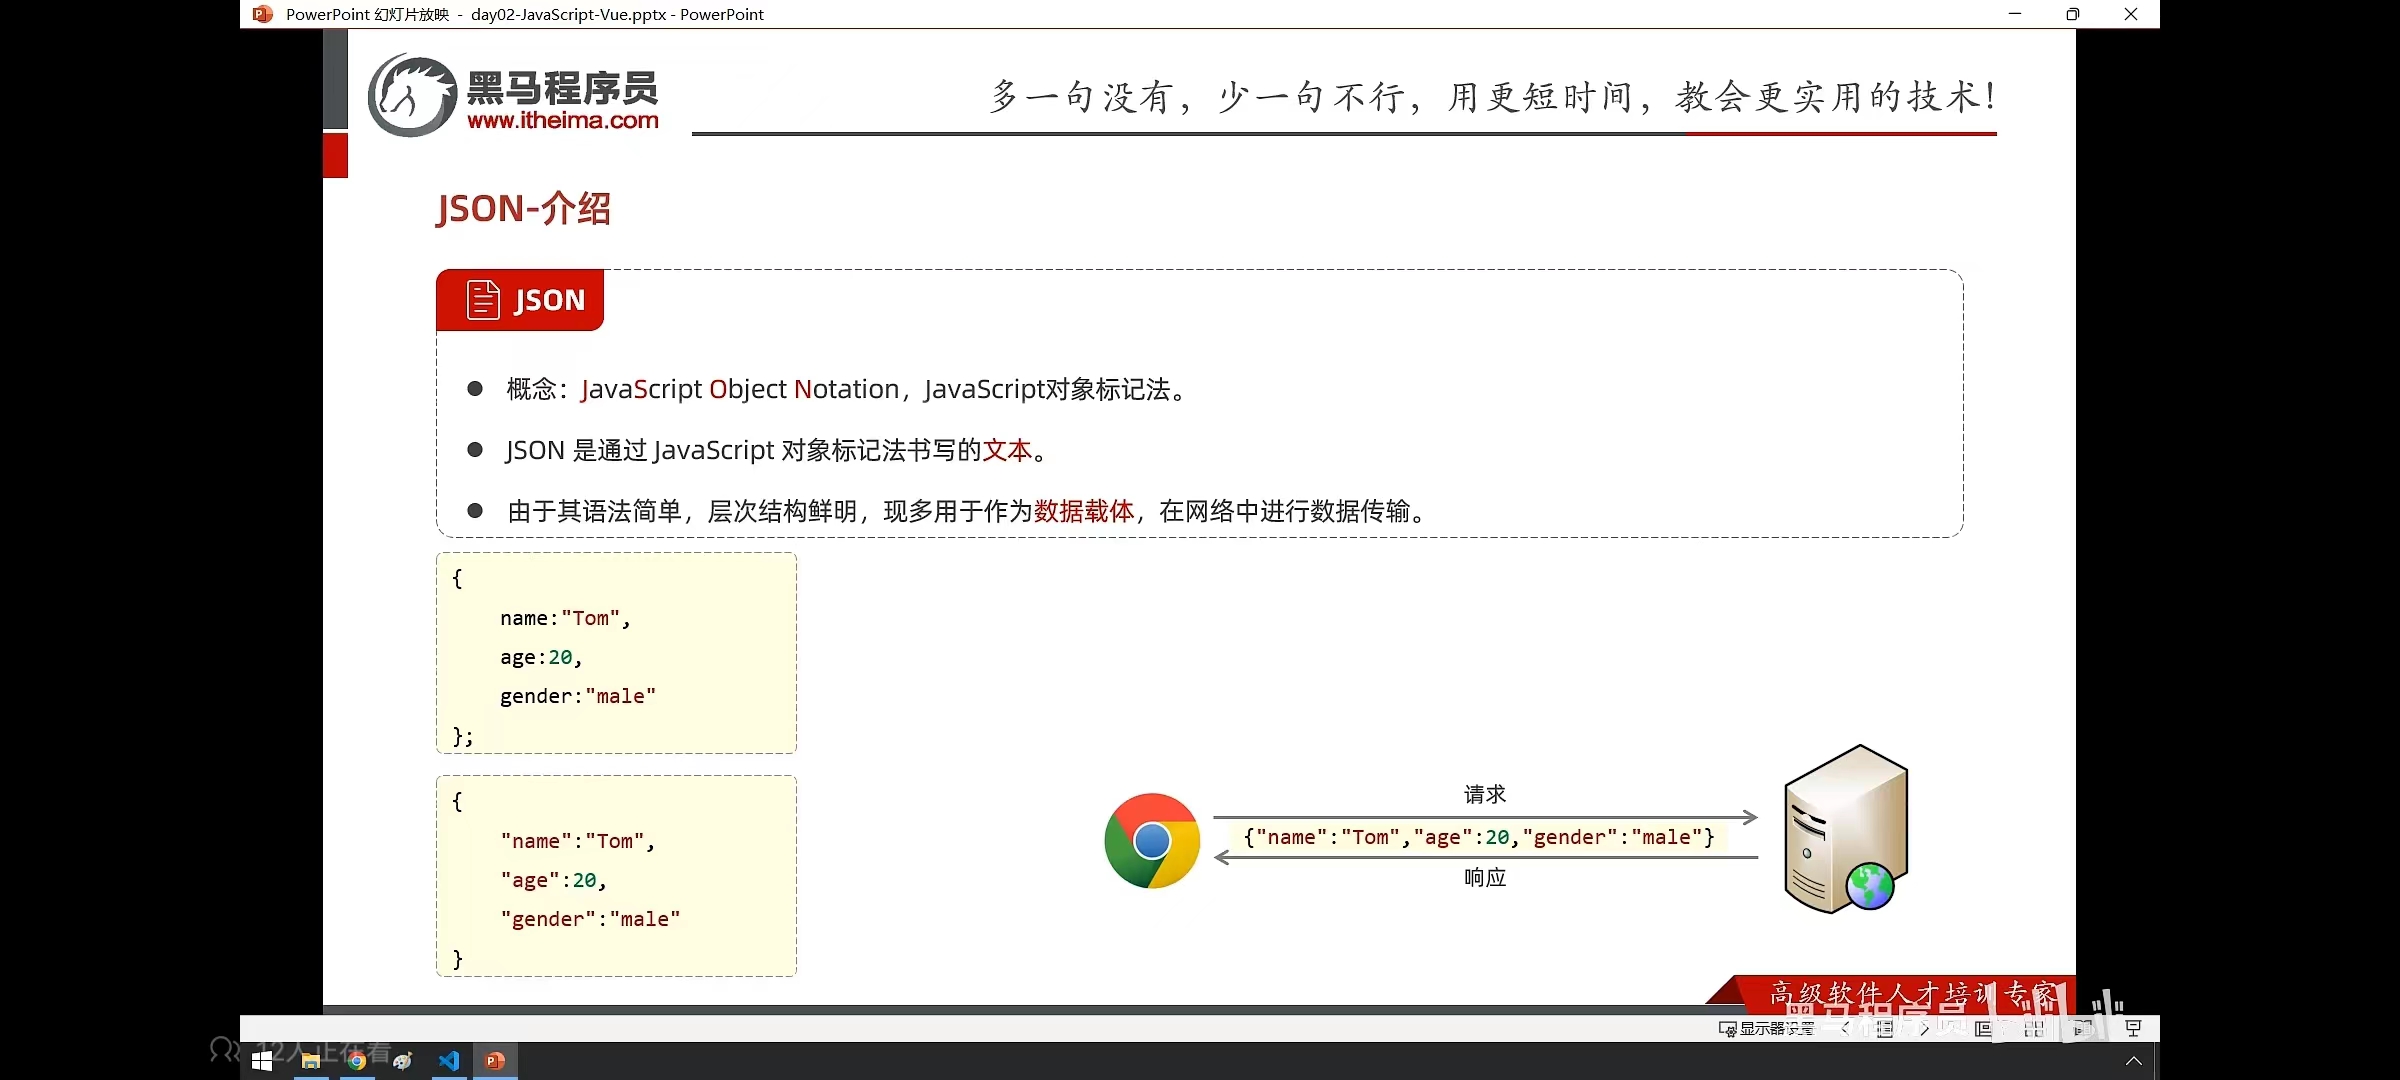 PowerPoint 幻灯片放映 - day02-JavaScript-Vue.pptx - PowerPoint
黑马程序员
www.itheima.com
多一句没有，少一句不行，用更短时间，教会更实用的技术！
JSON-介绍
JSON
概念：JavaScript Object Notation，JavaScript对象标记法。
JSON 是通过 JavaScript 对象标记法书写的文本。
由于其语法简单，层次结构鲜明，现多用于作为数据载体，在网络中进行数据传输。
{
name:"Tom",
age:20,
gender:"male"
};
{
"name":"Tom",
"age":20,
"gender":"male"
}
请求
{"name":"Tom","age":20,"gender":"male"}
响应
高级软件人才培训专家
黑马程序员
显示器设置
12人正在看